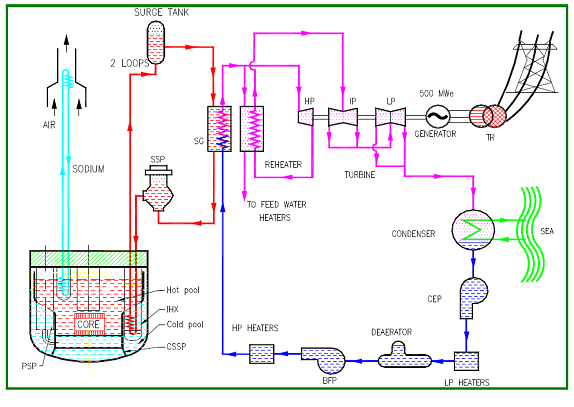 SURGE TANK
2 LOOPS
AIR
SODIUM
SSP
SG
REHEATER
TO FEED WATER
HEATERS
HP
IP
LP
TURBINE
500 MWe
GENERATOR
TR
CONDENSER
SEA
CEP
LP HEATERS
DEAERATOR
BFP
HP HEATERS
Hot pool
IHX
Cold pool
CSSP
CORE
PSP